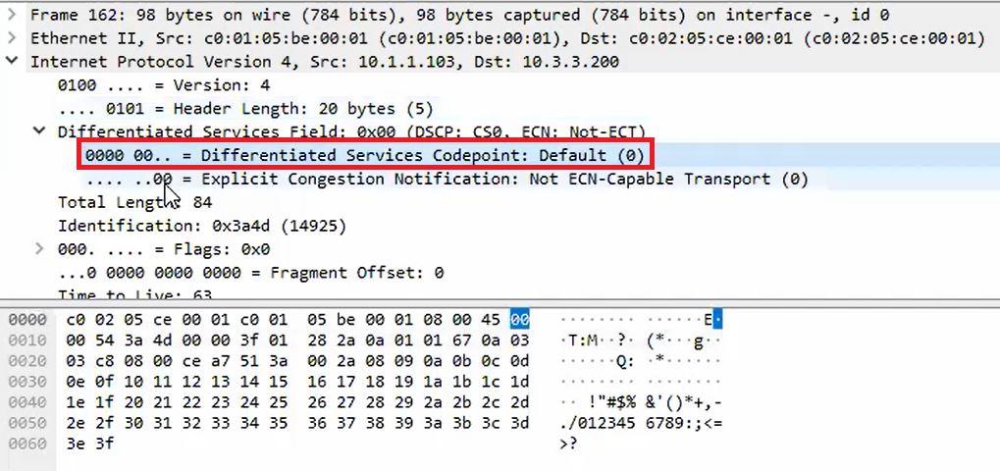 Frame 162: 98 bytes on wire (784 bits), 98 bytes captured (784 bits) on interface -, id 0
Ethernet II, Src: c0:01:05:be:00:01 (c0:01:05:be:00:01), Dst: c0:02:05:ce:00:01 (c0:02:05:ce:00:01)
Internet Protocol Version 4, Src: 10.1.1.103, Dst: 10.3.3.200
0100 .... = Version: 4
.... 0101 = Header Length: 20 bytes (5)
Differentiated Services Field: 0x00 (DSCP: CS0, ECN: Not-ECT)
0000 00.. = Differentiated Services Codepoint: Default (0)
.... ..00 = Explicit Congestion Notification: Not ECN-Capable Transport (0)
Total Length: 84
Identification: 0x3a4d (14925)
000. .... = Flags: 0x0
...0 0000 0000 0000 = Fragment Offset: 0
Time to Live: 63
0000 c0 02 05 ce 00 01 c0 01 05 be 00 01 08 00 45 00 ········ ······E·
0010 00 54 3a 4d 00 00 3f 01 28 2a 0a 01 01 67 0a 03 ·T:M··?· (*···g··
0020 03 c8 08 00 ce a7 51 3a 00 2a 08 09 0a 0b 0c 0d ······Q: ·*······
0030 0e 0f 10 11 12 13 14 15 16 17 18 19 1a 1b 1c 1d ········ ········
0040 1e 1f 20 21 22 23 24 25 26 27 28 29 2a 2b 2c 2d ·· !"#$% &'()*+,-
0050 2e 2f 30 31 32 33 34 35 36 37 38 39 3a 3b 3c 3d ./012345 6789:;<=
0060 3e 3f >?